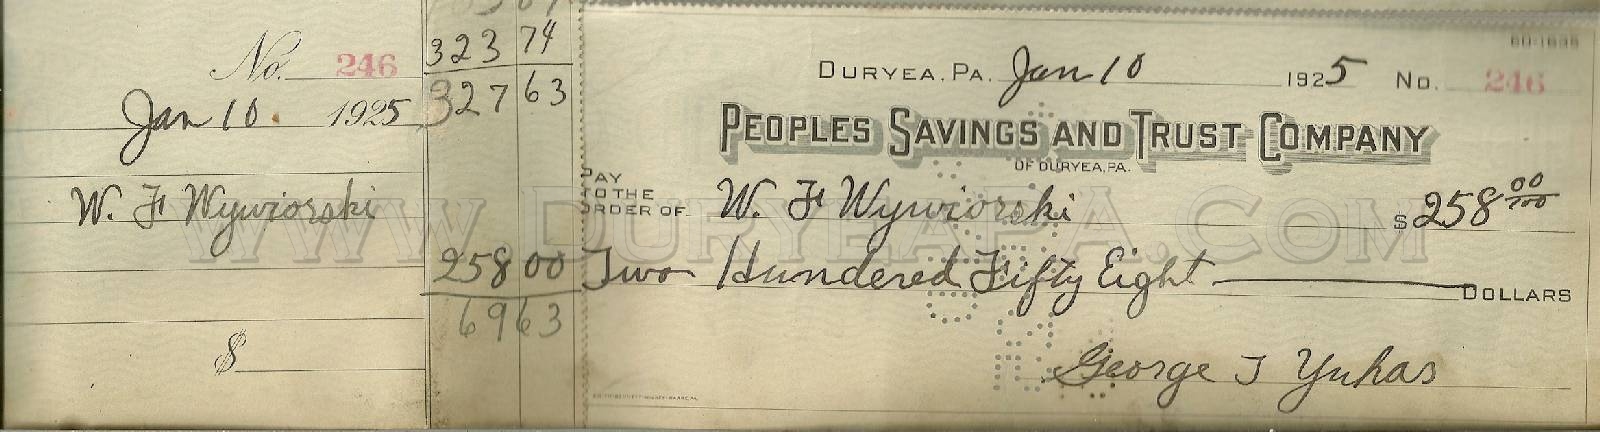 No. 246
323 74
Jan 10 1925
327 63
W. F Wywiorski
258 00
69 63
$
60-1635
DURYEA, PA. Jan 10 1925 No. 246
PEOPLES SAVINGS AND TRUST COMPANY
OF DURYEA, PA.
PAY
TO THE
ORDER OF W. F Wywiorski $ 258 00/100
Two Hundered Fifty Eight DOLLARS
George J Yuhas
WWW.DURYEAPA.COM